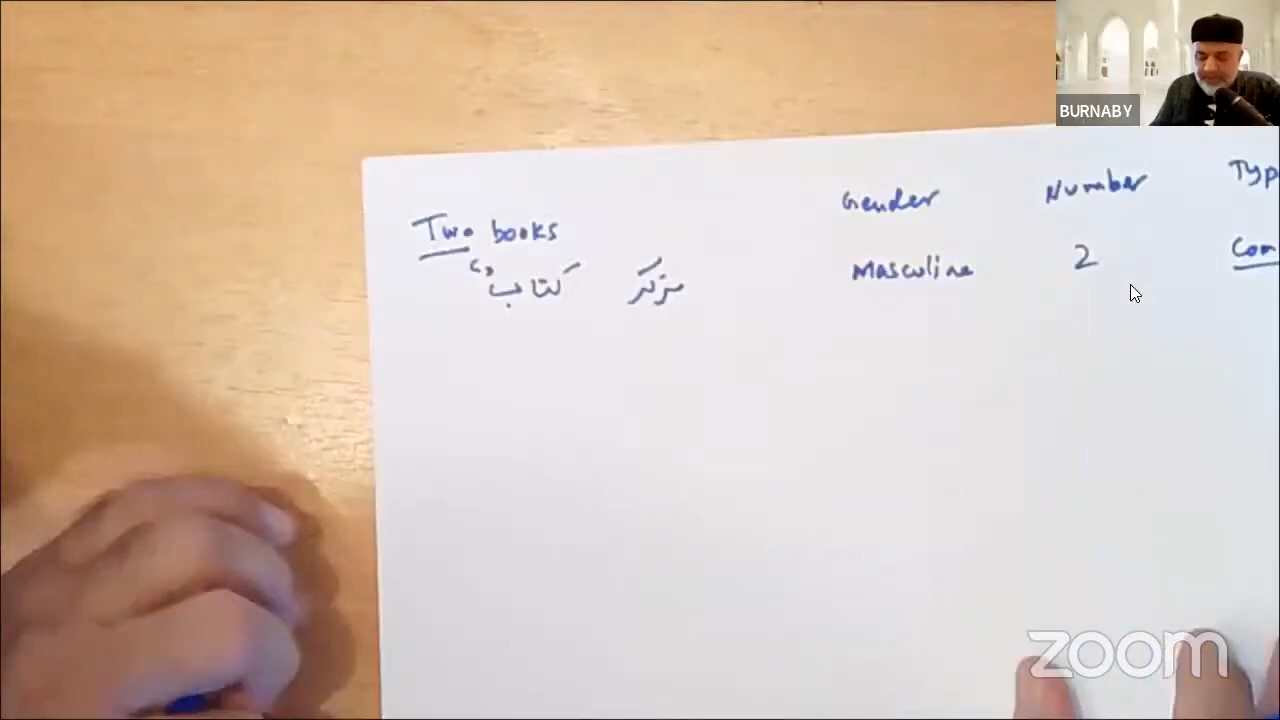 BURNABY
Gender Number Typ
Two books
كتابٌ مذكر Masculine 2 Com
zoom